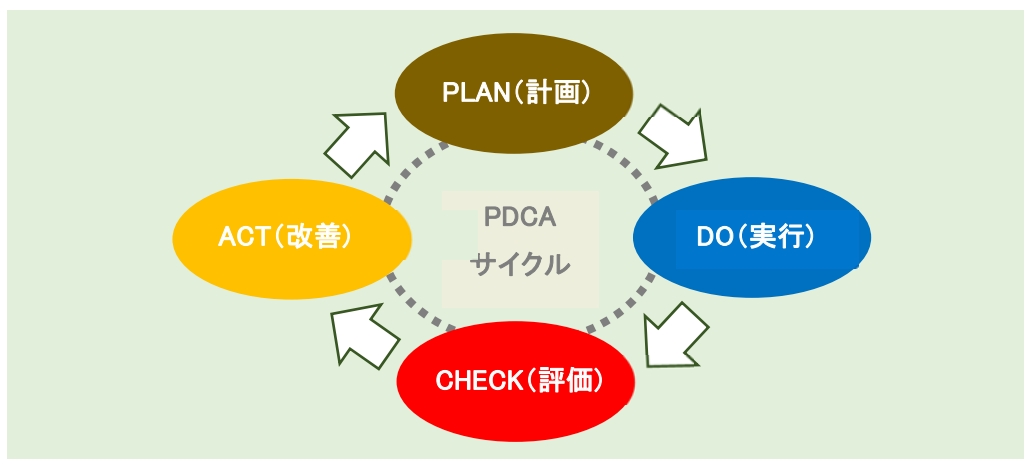 PLAN(計画)
PDCA
サイクル
ACT(改善)
DO(実行)
CHECK(評価)